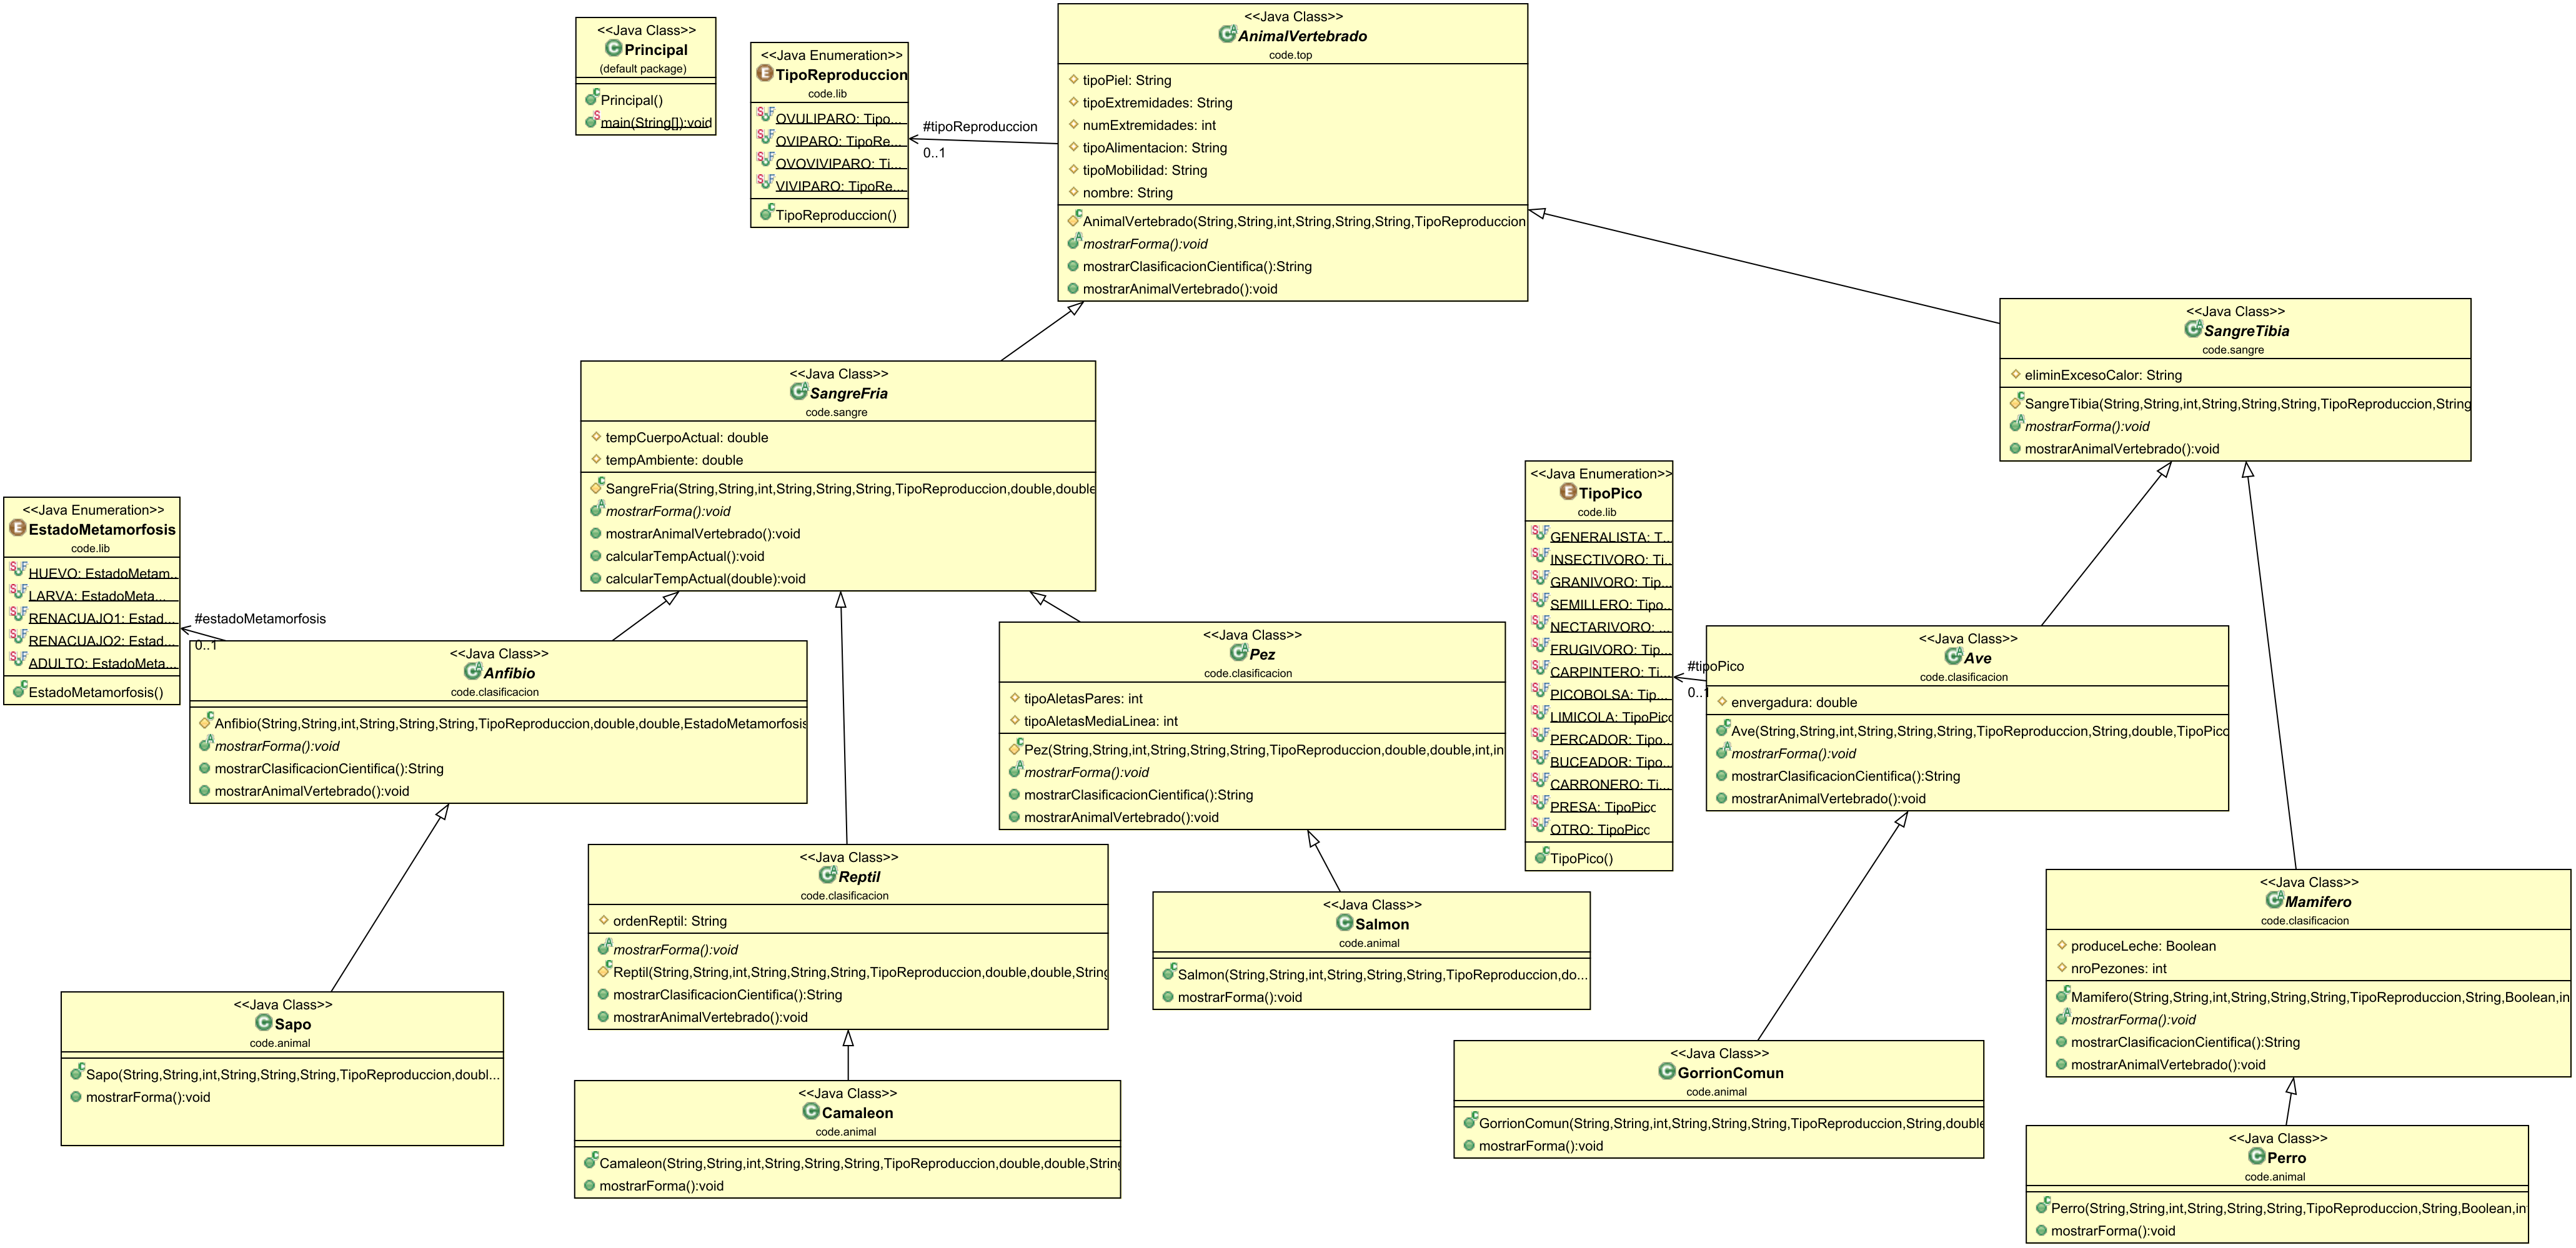 <<Java Class>>
Principal
(default package)
Principal()
main(String[]):void
<<Java Enumeration>>
TipoReproduccion
code.lib
OVULIPARO: Tipo...
OVIPARO: TipoRe...
OVOVIVIPARO: Ti...
VIVIPARO: TipoRe...
TipoReproduccion()
#tipoReproduccion
0..1
<<Java Class>>
AnimalVertebrado
code.top
tipoPiel: String
tipoExtremidades: String
numExtremidades: int
tipoAlimentacion: String
tipoMobilidad: String
nombre: String
AnimalVertebrado(String,String,int,String,String,String,TipoReproduccion
mostrarForma():void
mostrarClasificacionCientifica():String
mostrarAnimalVertebrado():void
<<Java Class>>
SangreTibia
code.sangre
eliminExcesoCalor: String
SangreTibia(String,String,int,String,String,String,TipoReproduccion,String
mostrarForma():void
mostrarAnimalVertebrado():void
<<Java Class>>
SangreFria
code.sangre
tempCuerpoActual: double
tempAmbiente: double
SangreFria(String,String,int,String,String,String,TipoReproduccion,double,double
mostrarForma():void
mostrarAnimalVertebrado():void
calcularTempActual():void
calcularTempActual(double):void
<<Java Enumeration>>
EstadoMetamorfosis
code.lib
HUEVO: EstadoMetam...
LARVA: EstadoMeta...
RENACUAJO1: Estad...
RENACUAJO2: Estad...
ADULTO: EstadoMeta...
EstadoMetamorfosis()
#estadoMetamorfosis
0..1
<<Java Class>>
Anfibio
code.clasificacion
Anfibio(String,String,int,String,String,String,TipoReproduccion,double,double,EstadoMetamorfosis
mostrarForma():void
mostrarClasificacionCientifica():String
mostrarAnimalVertebrado():void
<<Java Class>>
Pez
code.clasificacion
tipoAletasPares: int
tipoAletasMediaLinea: int
Pez(String,String,int,String,String,String,TipoReproduccion,double,double,int,in
mostrarForma():void
mostrarClasificacionCientifica():String
mostrarAnimalVertebrado():void
<<Java Enumeration>>
TipoPico
code.lib
GENERALISTA: T...
INSECTIVORO: Ti...
GRANIVORO: Tip...
SEMILLERO: Tipo...
NECTARIVORO: ...
FRUGIVORO: Tip...
CARPINTERO: Ti...
PICOBOLSA: Tip...
LIMICOLA: TipoPico
PERCADOR: Tipo...
BUCEADOR: Tipo...
CARRONERO: Ti...
PRESA: TipoPico
OTRO: TipoPico
TipoPico()
#tipoPico
0..1
<<Java Class>>
Ave
code.clasificacion
envergadura: double
Ave(String,String,int,String,String,String,TipoReproduccion,String,double,TipoPico
mostrarForma():void
mostrarClasificacionCientifica():String
mostrarAnimalVertebrado():void
<<Java Class>>
Reptil
code.clasificacion
ordenReptil: String
mostrarForma():void
Reptil(String,String,int,String,String,String,TipoReproduccion,double,double,String
mostrarClasificacionCientifica():String
mostrarAnimalVertebrado():void
<<Java Class>>
Salmon
code.animal
Salmon(String,String,int,String,String,String,TipoReproduccion,do...
mostrarForma():void
<<Java Class>>
Mamifero
code.clasificacion
produceLeche: Boolean
nroPezones: int
Mamifero(String,String,int,String,String,String,TipoReproduccion,String,Boolean,in
mostrarForma():void
mostrarClasificacionCientifica():String
mostrarAnimalVertebrado():void
<<Java Class>>
Sapo
code.animal
Sapo(String,String,int,String,String,String,TipoReproduccion,doubl...
mostrarForma():void
<<Java Class>>
Camaleon
code.animal
Camaleon(String,String,int,String,String,String,TipoReproduccion,double,double,String
mostrarForma():void
<<Java Class>>
GorrionComun
code.animal
GorrionComun(String,String,int,String,String,String,TipoReproduccion,String,double
mostrarForma():void
<<Java Class>>
Perro
code.animal
Perro(String,String,int,String,String,String,TipoReproduccion,String,Boolean,in
mostrarForma():void